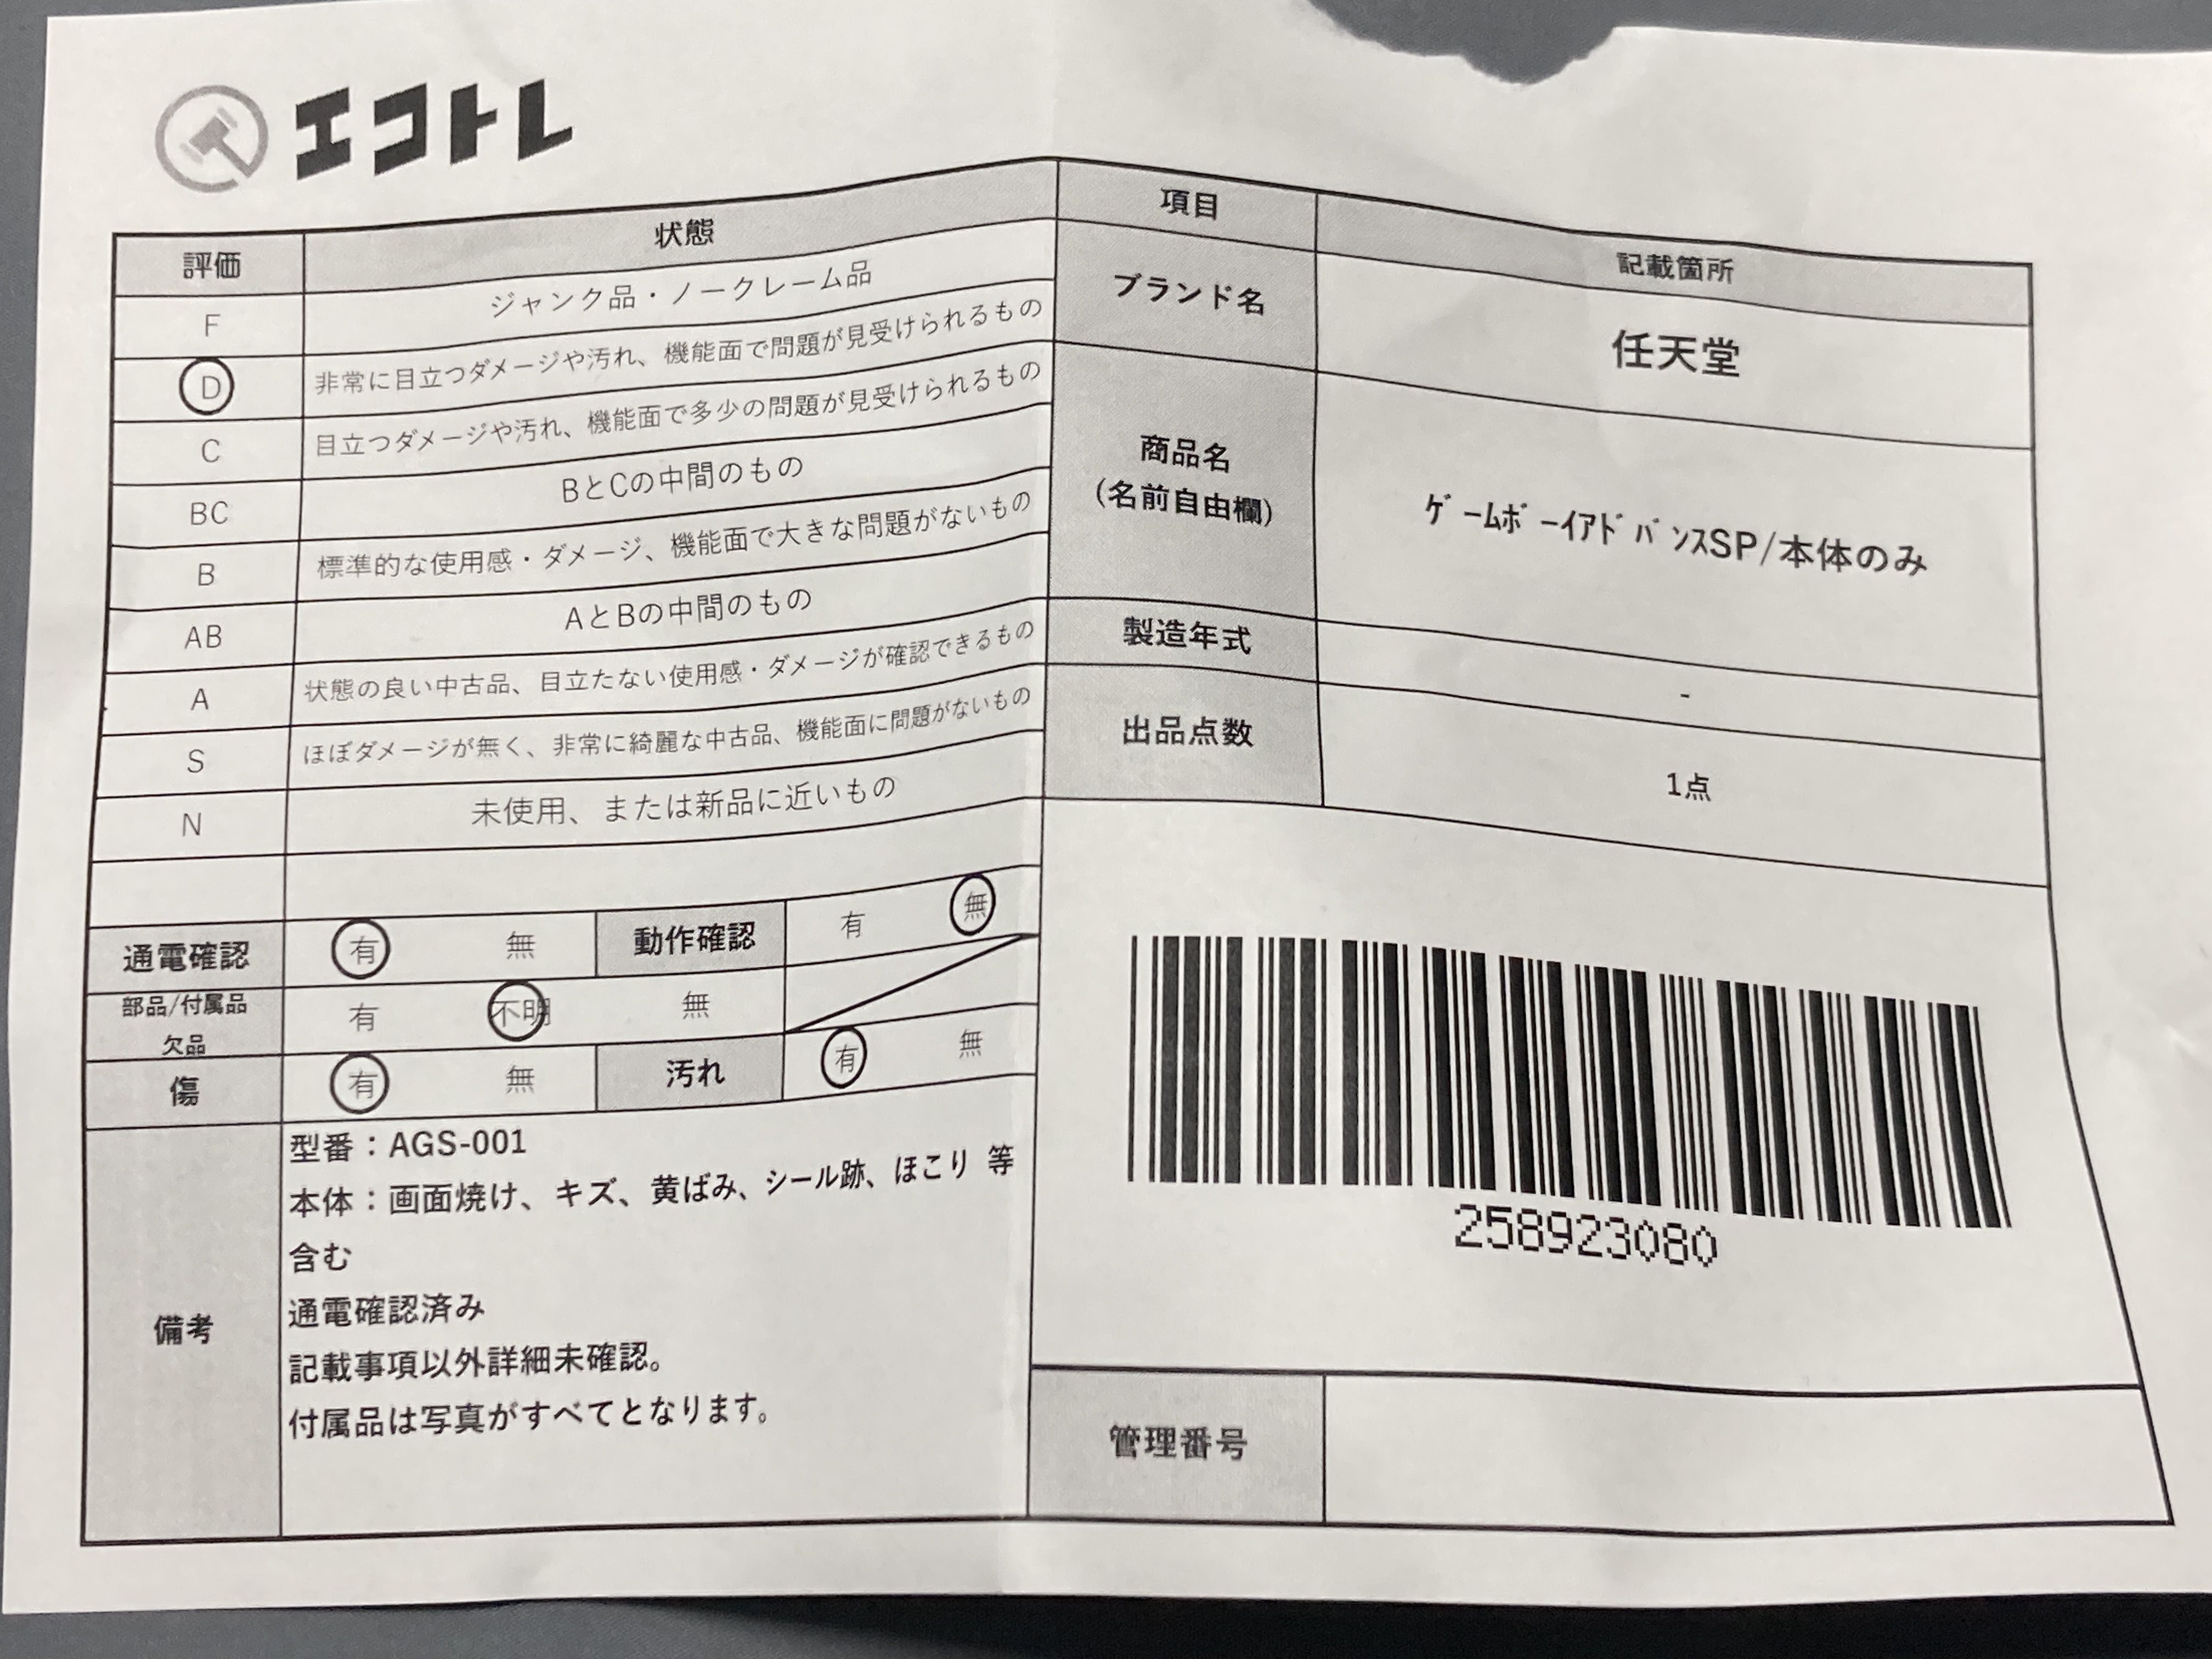 エコトレ
評価 状態
F ジャンク品・ノークレーム品
D 非常に目立つダメージや汚れ、機能面で問題が見受けられるもの
C 目立つダメージや汚れ、機能面で多少の問題が見受けられるもの
BC BとCの中間のもの
B 標準的な使用感・ダメージ、機能面で大きな問題がないもの
AB AとBの中間のもの
A 状態の良い中古品、目立たない使用感・ダメージが確認できるもの
S ほぼダメージが無く、非常に綺麗な中古品、機能面に問題がないもの
N 未使用、または新品に近いもの
通電確認 有 無 動作確認 有 無
部品/付属品
欠品 有 不明 無
傷 有 無 汚れ 有 無
備考
型番：AGS-001
本体：画面焼け、キズ、黄ばみ、シール跡、ほこり 等
含む
通電確認済み
記載事項以外詳細未確認。
付属品は写真がすべてとなります。
項目 記載箇所
ブランド名 任天堂
商品名
(名前自由欄) ｹﾞｰﾑﾎﾞｰｲｱﾄﾞﾊﾞﾝｽSP/本体のみ
製造年式 -
出品点数 1点
258923080
管理番号